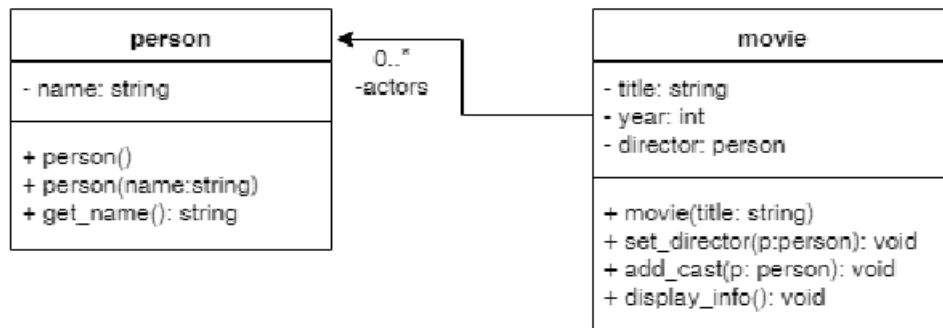 person
- name: string
+ person()
+ person(name:string)
+ get_name(): string
0..*
-actors
movie
- title: string
- year: int
- director: person
+ movie(title: string)
+ set_director(p:person): void
+ add_cast(p: person): void
+ display_info(): void